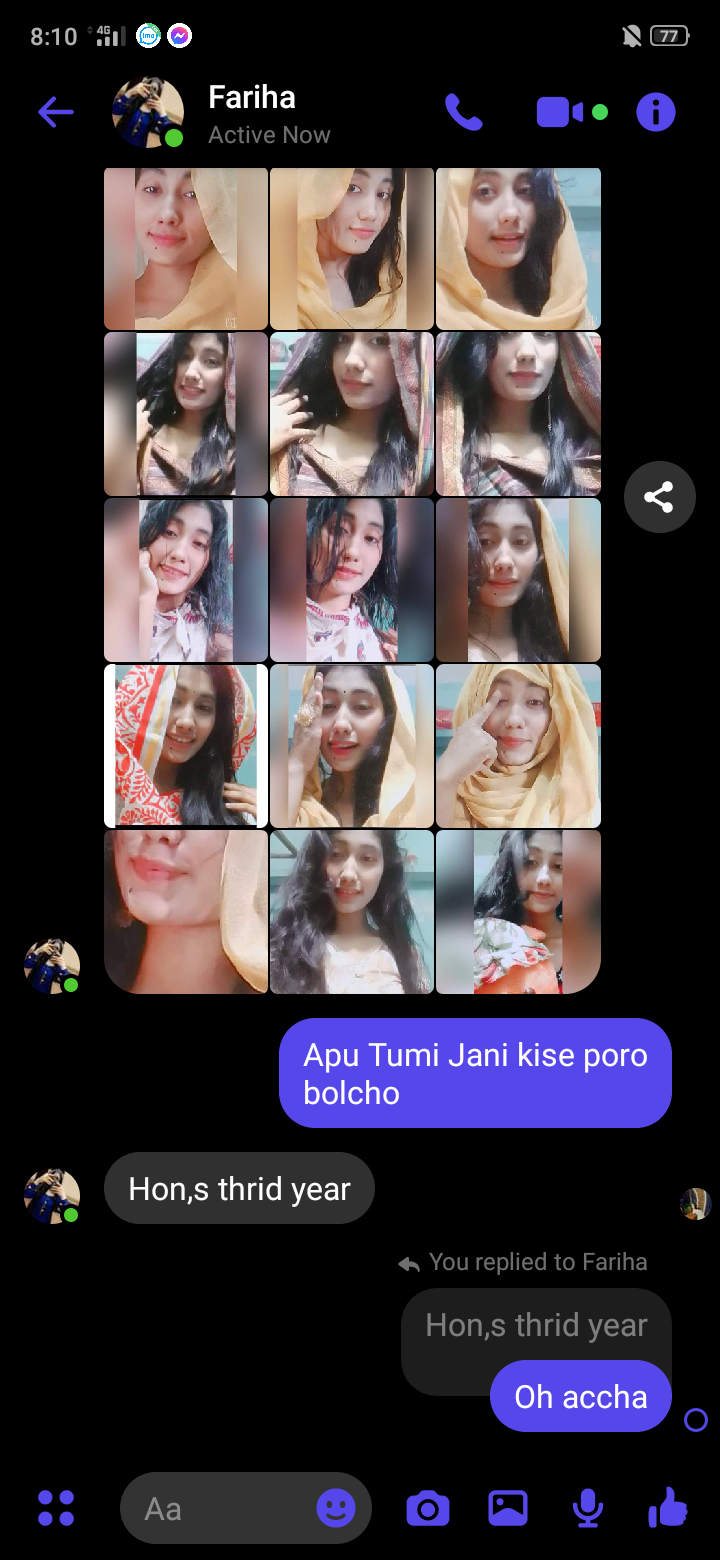 8:10 4G 77
Fariha
Active Now
Apu Tumi Jani kise poro
bolcho
Hon,s thrid year
You replied to Fariha
Hon,s thrid year
Oh accha
Aa